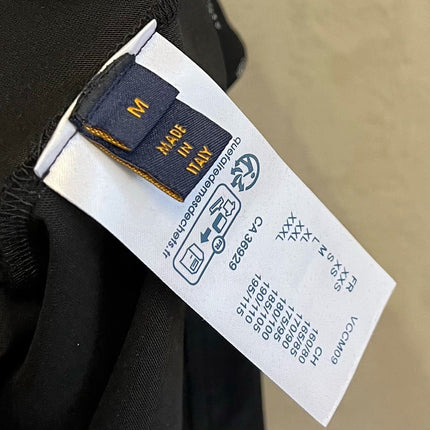 M
MADE
IN
ITALY
quefairedemesdechets.fr
CA 36929
FR
XXS
XS
S
M
L
XL
XXL
XXXL
VCCM09
CH
160/80
165/85
170/90
175/95
180/100
185/105
190/110
195/115